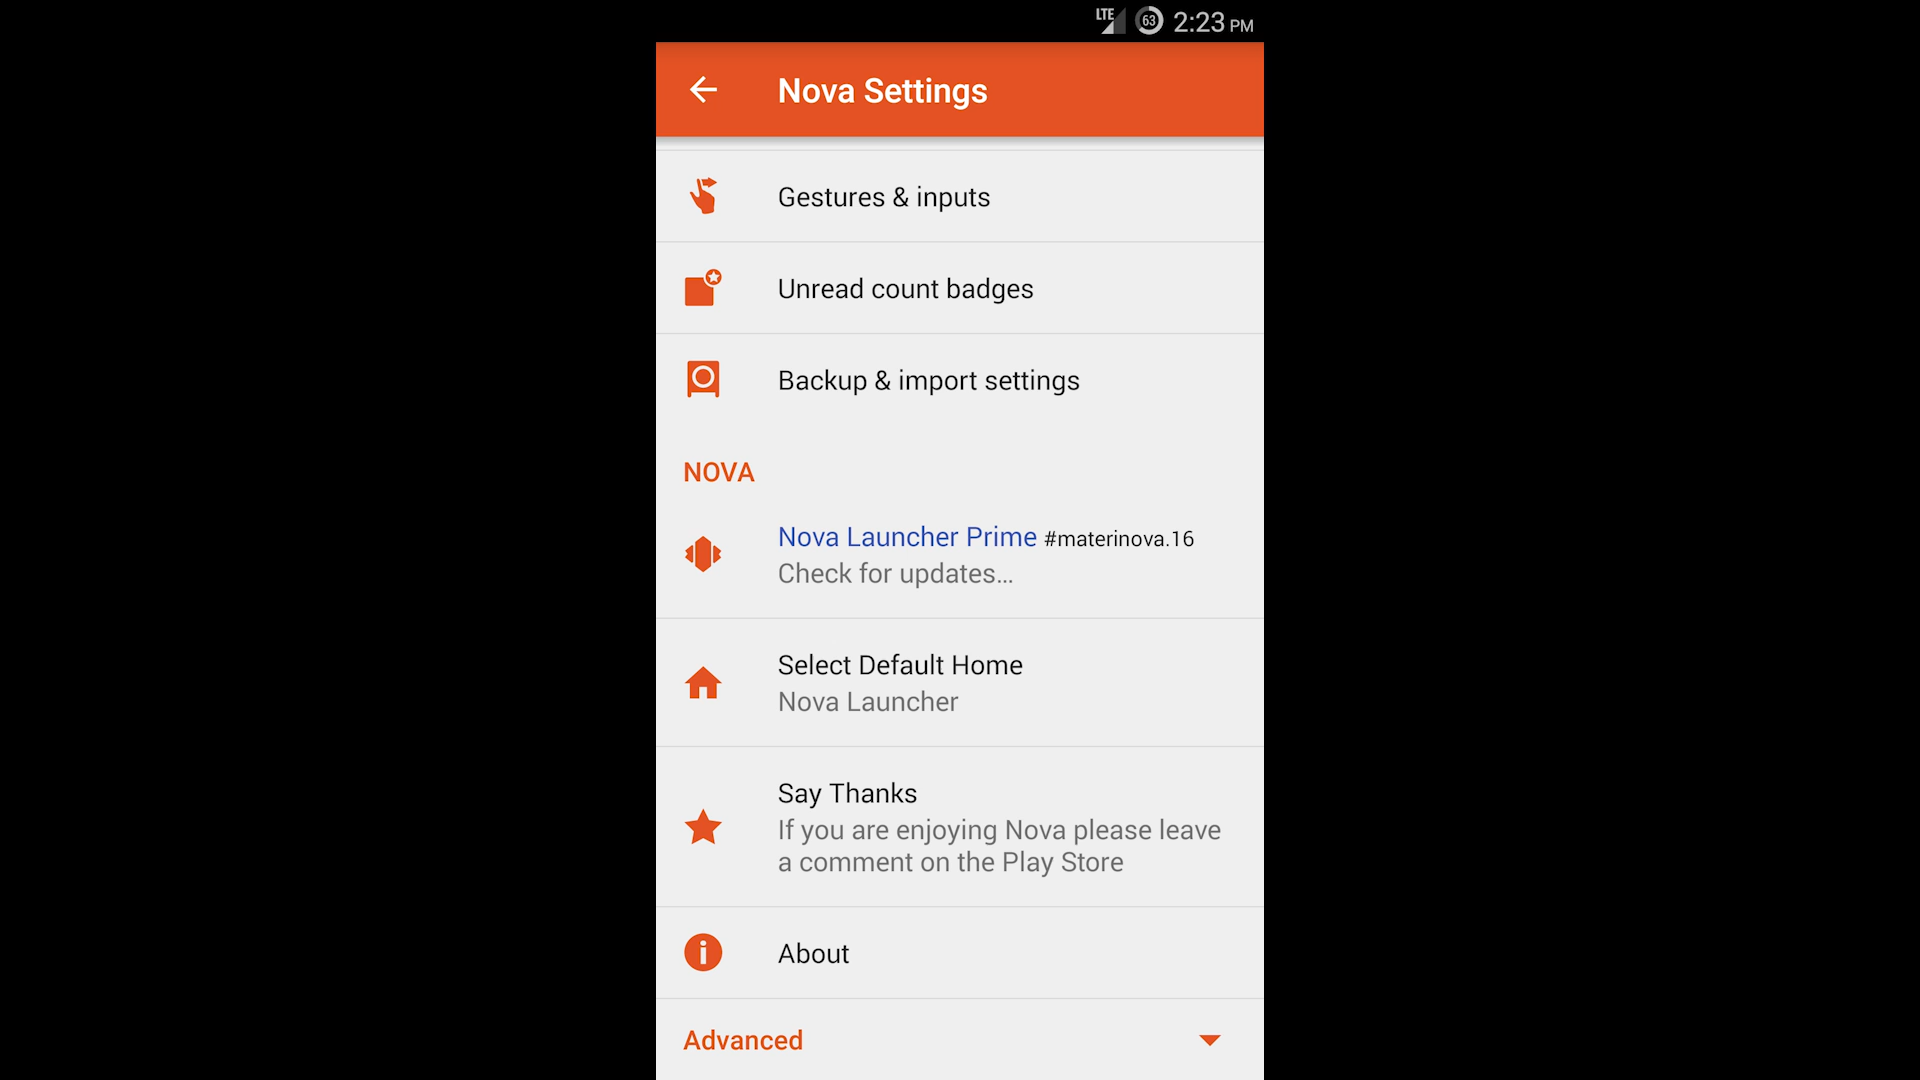 LTE 63 2:23 PM
Nova Settings
Gestures & inputs
Unread count badges
Backup & import settings
NOVA
Nova Launcher Prime #materinova.16
Check for updates...
Select Default Home
Nova Launcher
Say Thanks
If you are enjoying Nova please leave
a comment on the Play Store
About
Advanced